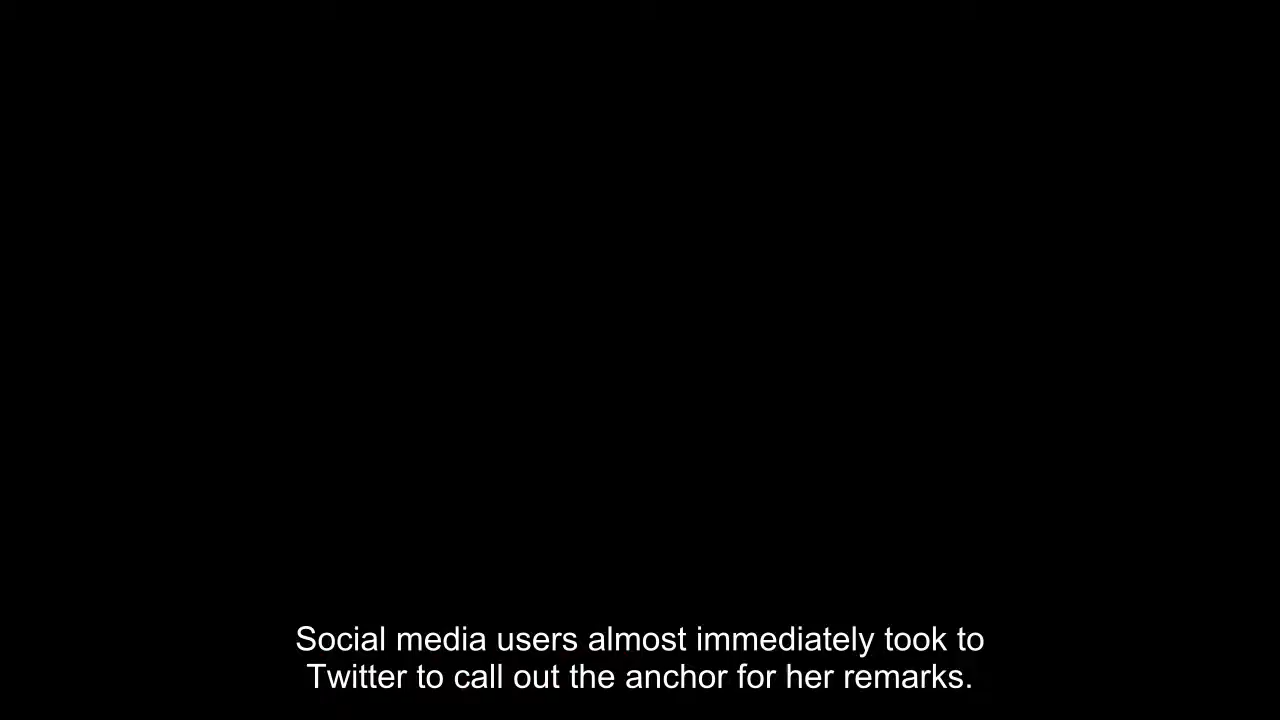 Social media users almost immediately took to
Twitter to call out the anchor for her remarks.